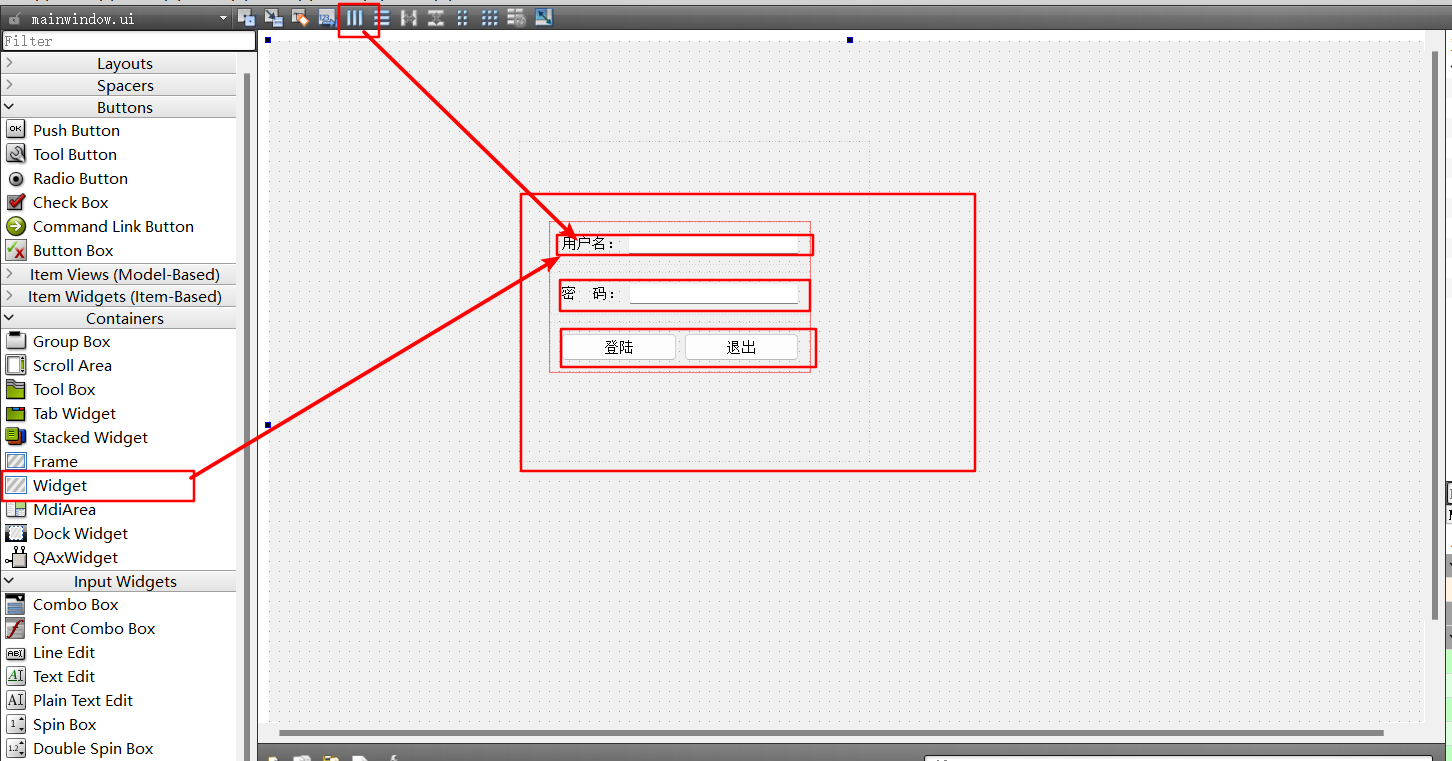 mainwindow.ui
Filter
Layouts
Spacers
Buttons
Push Button
Tool Button
Radio Button
Check Box
Command Link Button
Button Box
Item Views (Model-Based)
Item Widgets (Item-Based)
Containers
Group Box
Scroll Area
Tool Box
Tab Widget
Stacked Widget
Frame
Widget
MdiArea
Dock Widget
QAxWidget
Input Widgets
Combo Box
Font Combo Box
Line Edit
Text Edit
Plain Text Edit
Spin Box
Double Spin Box
用户名：
密 码：
登陆 退出